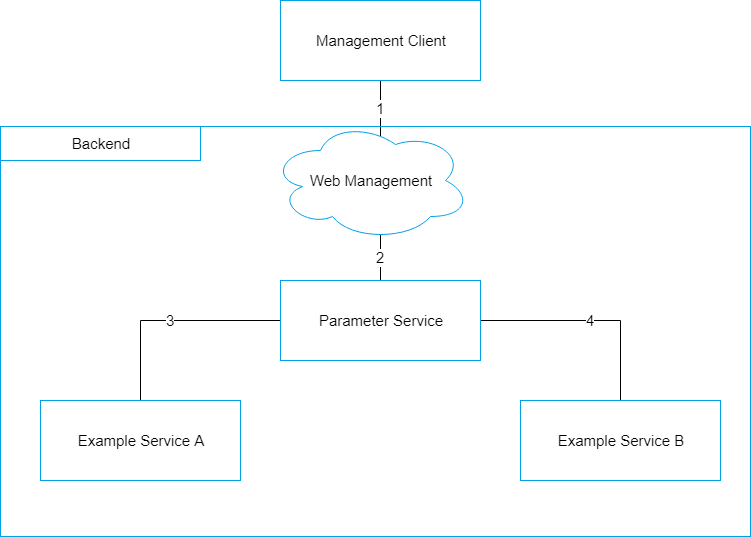 Management Client
1
Backend
Web Management
2
Parameter Service
3
4
Example Service A
Example Service B